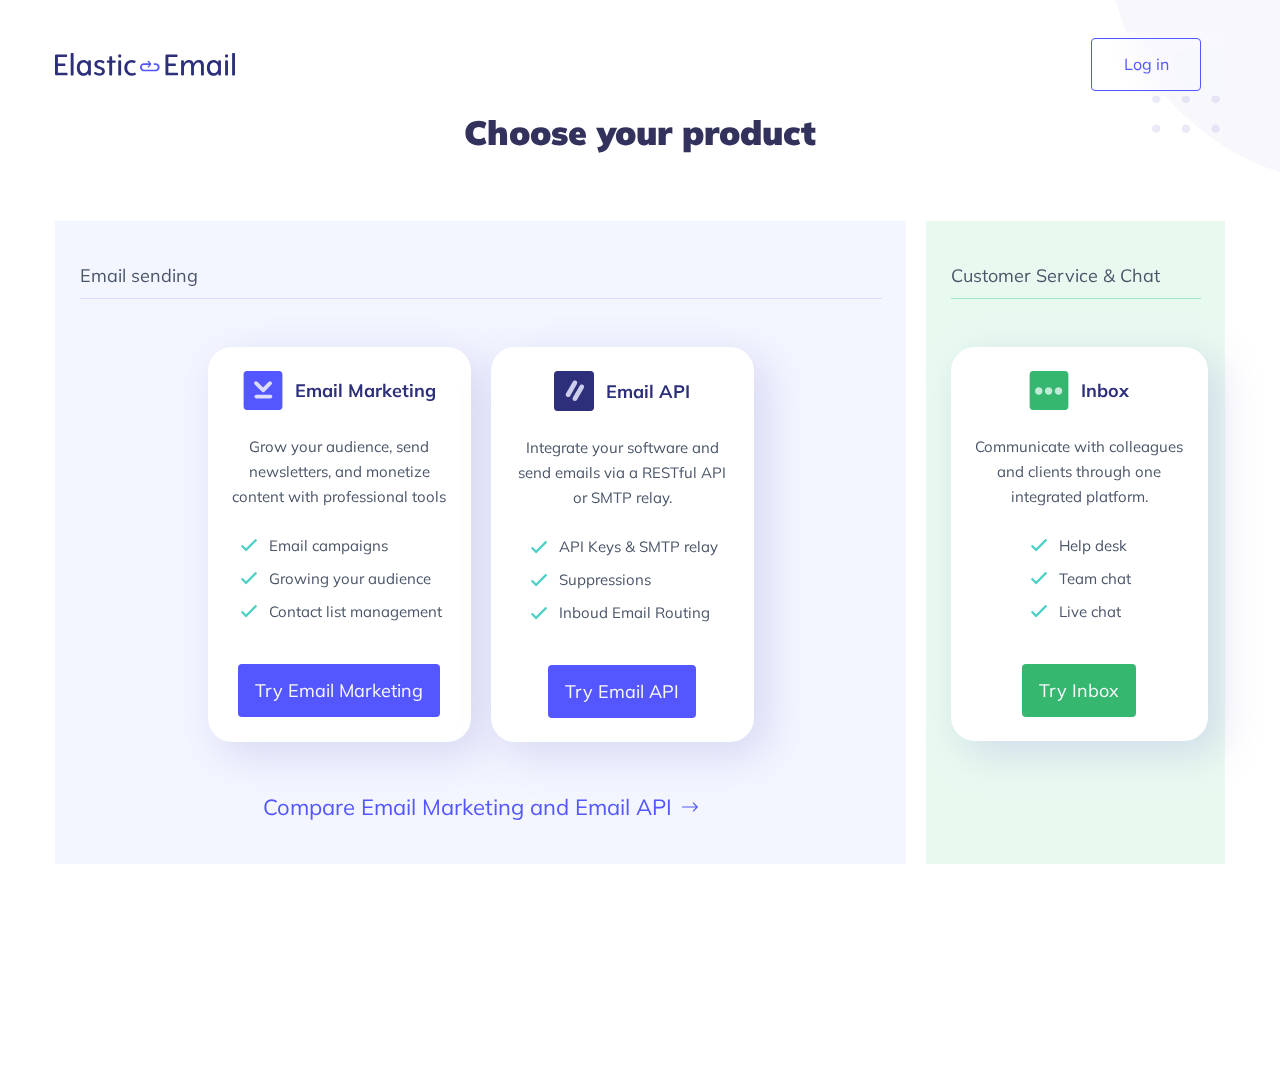 Elastic Email
Log in
Choose your product
Email sending
Email Marketing
Grow your audience, send
newsletters, and monetize
content with professional tools
Email campaigns
Growing your audience
Contact list management
Try Email Marketing
Email API
Integrate your software and
send emails via a RESTful API
or SMTP relay.
API Keys & SMTP relay
Suppressions
Inboud Email Routing
Try Email API
Compare Email Marketing and Email API
Customer Service & Chat
Inbox
Communicate with colleagues
and clients through one
integrated platform.
Help desk
Team chat
Live chat
Try Inbox